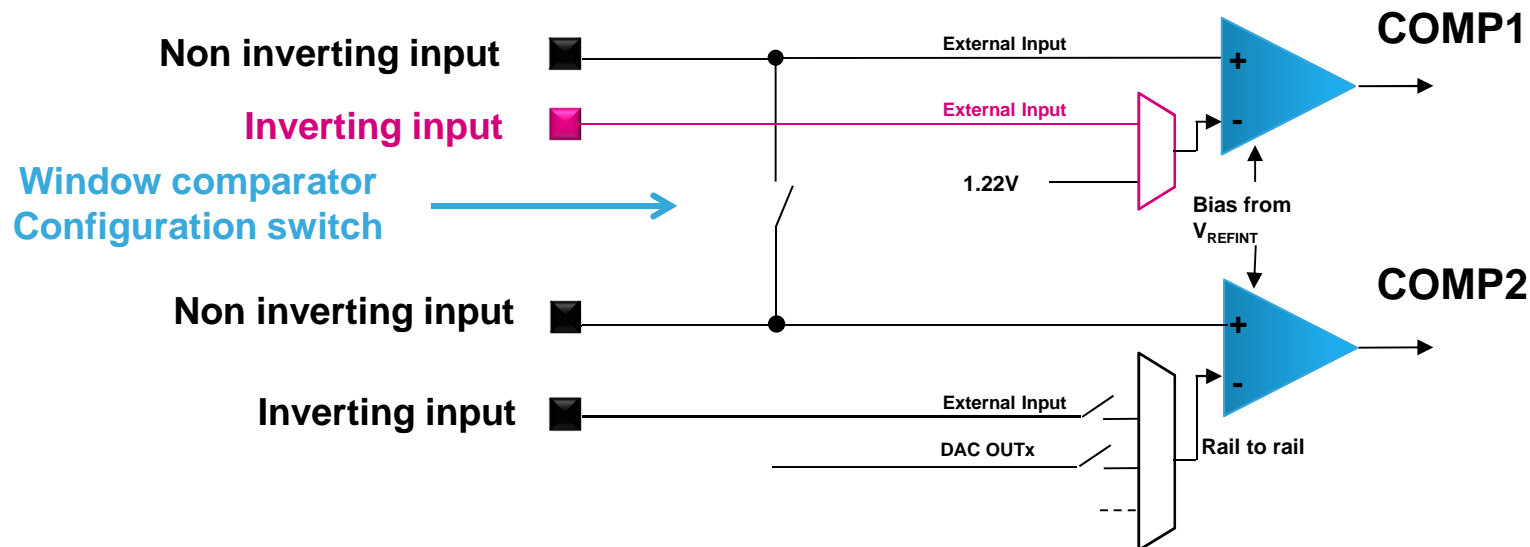 COMP1
Non inverting input
External Input
+
Inverting input
External Input
-
Window comparator
Configuration switch
1.22V
Bias from
VREFINT
COMP2
Non inverting input
+
Inverting input
External Input
-
DAC OUTx
Rail to rail